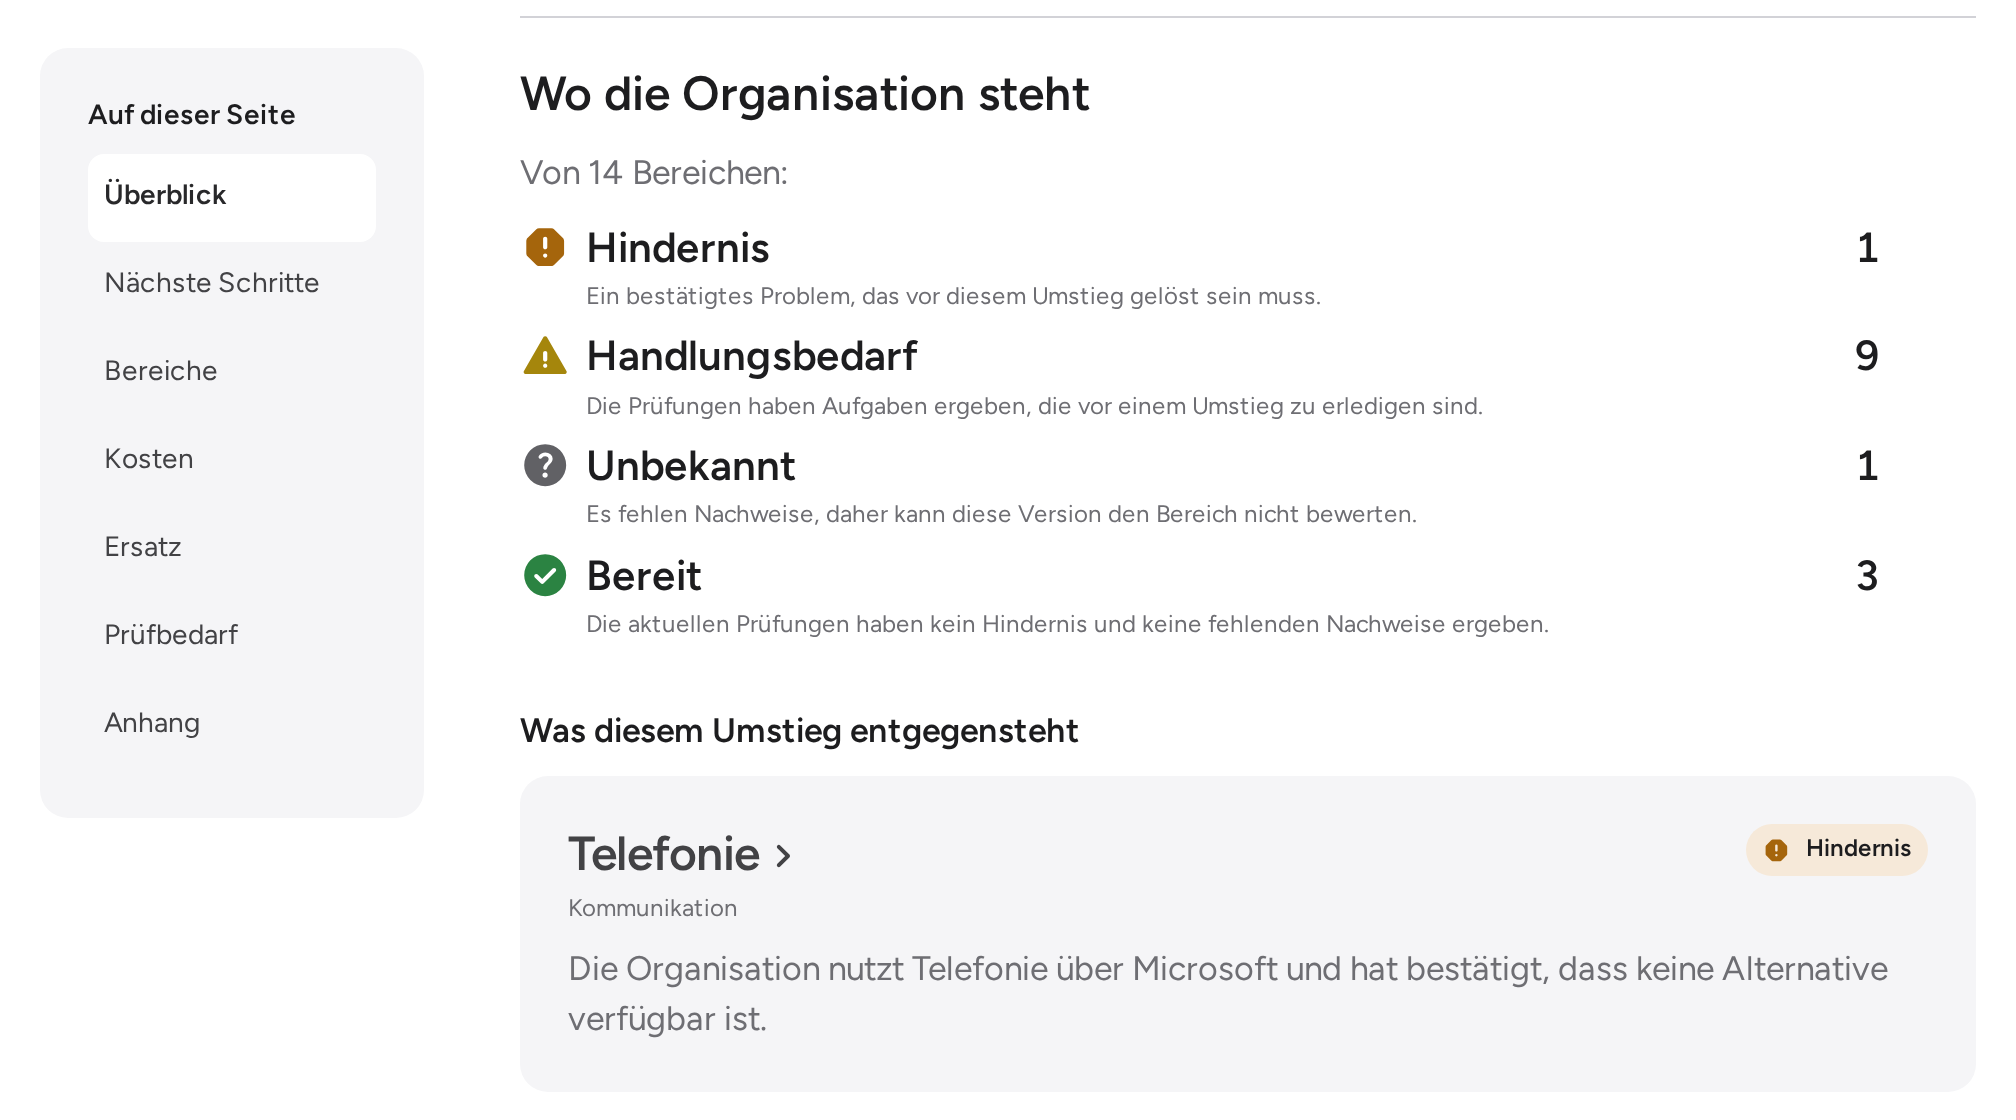 Auf dieser Seite
Überblick
Nächste Schritte
Bereiche
Kosten
Ersatz
Prüfbedarf
Anhang
Wo die Organisation steht
Von 14 Bereichen:
Hindernis 1
Ein bestätigtes Problem, das vor diesem Umstieg gelöst sein muss.
Handlungsbedarf 9
Die Prüfungen haben Aufgaben ergeben, die vor einem Umstieg zu erledigen sind.
Unbekannt 1
Es fehlen Nachweise, daher kann diese Version den Bereich nicht bewerten.
Bereit 3
Die aktuellen Prüfungen haben kein Hindernis und keine fehlenden Nachweise ergeben.
Was diesem Umstieg entgegensteht
Telefonie
Hindernis
Kommunikation
Die Organisation nutzt Telefonie über Microsoft und hat bestätigt, dass keine Alternative
verfügbar ist.